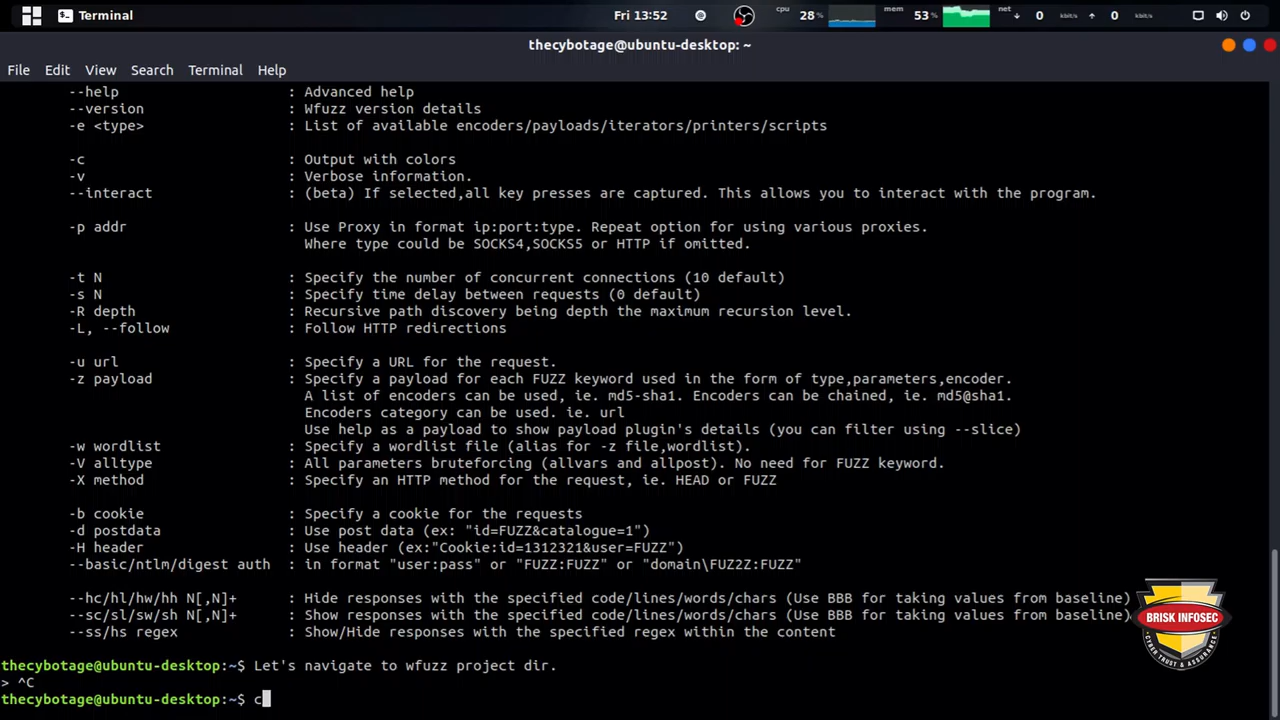 Terminal
Fri 13:52
cpu 28% mem 53% net 0 kbit/s 0 kbit/s
thecybotage@ubuntu-desktop: ~
File Edit View Search Terminal Help
--help : Advanced help
--version : Wfuzz version details
-e <type> : List of available encoders/payloads/iterators/printers/scripts
-c : Output with colors
-v : Verbose information.
--interact : (beta) If selected,all key presses are captured. This allows you to interact with the program.
-p addr : Use Proxy in format ip:port:type. Repeat option for using various proxies.
Where type could be SOCKS4,SOCKS5 or HTTP if omitted.
-t N : Specify the number of concurrent connections (10 default)
-s N : Specify time delay between requests (0 default)
-R depth : Recursive path discovery being depth the maximum recursion level.
-L, --follow : Follow HTTP redirections
-u url : Specify a URL for the request.
-z payload : Specify a payload for each FUZZ keyword used in the form of type,parameters,encoder.
A list of encoders can be used, ie. md5-sha1. Encoders can be chained, ie. md5@sha1.
Encoders category can be used. ie. url
Use help as a payload to show payload plugin's details (you can filter using --slice)
-w wordlist : Specify a wordlist file (alias for -z file,wordlist).
-V alltype : All parameters bruteforcing (allvars and allpost). No need for FUZZ keyword.
-X method : Specify an HTTP method for the request, ie. HEAD or FUZZ
-b cookie : Specify a cookie for the requests
-d postdata : Use post data (ex: "id=FUZZ&catalogue=1")
-H header : Use header (ex:"Cookie:id=1312321&user=FUZZ")
--basic/ntlm/digest auth : in format "user:pass" or "FUZZ:FUZZ" or "domain\FUZ2Z:FUZZ"
--hc/hl/hw/hh N[,N]+ : Hide responses with the specified code/lines/words/chars (Use BBB for taking values from baseline)
--sc/sl/sw/sh N[,N]+ : Show responses with the specified code/lines/words/chars (Use BBB for taking values from baseline)
--ss/hs regex : Show/Hide responses with the specified regex within the content
BRISK INFOSEC
CYBER TRUST & ASSURANCE
thecybotage@ubuntu-desktop:~$ Let's navigate to wfuzz project dir.
> ^C
thecybotage@ubuntu-desktop:~$ c